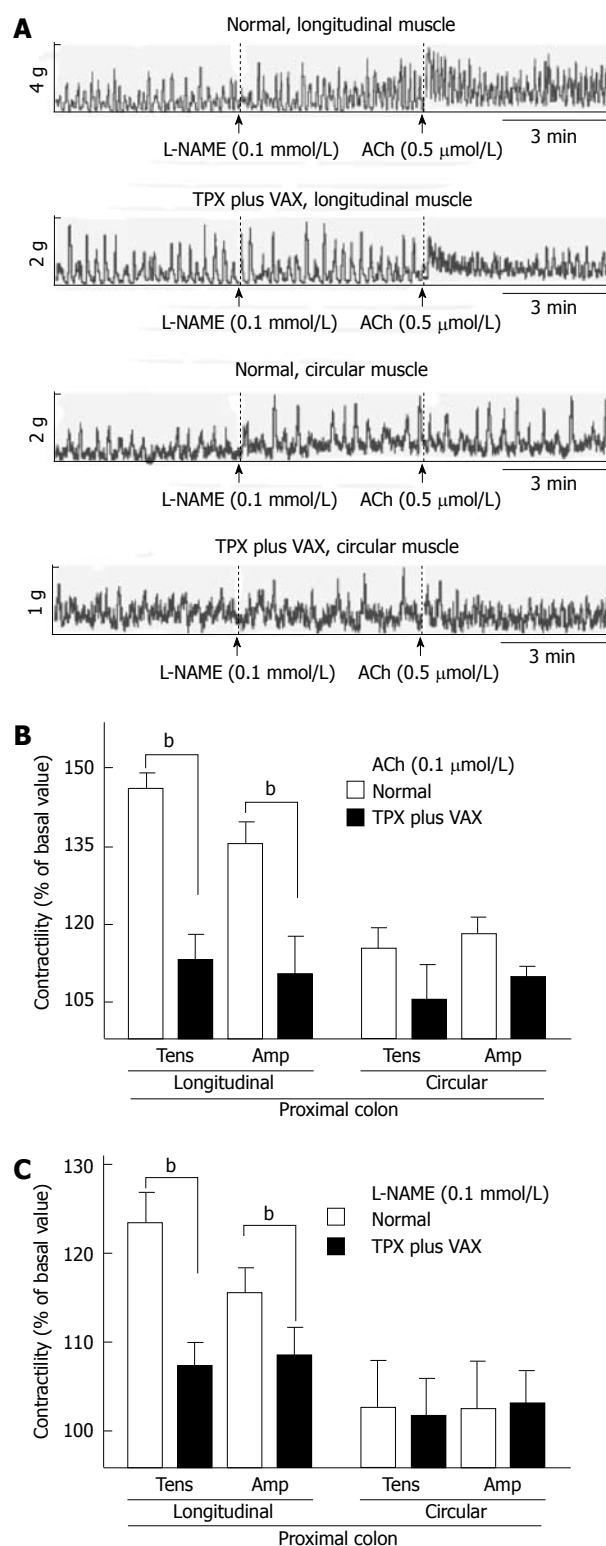 A
Normal, longitudinal muscle
4 g
L-NAME (0.1 mmol/L) ACh (0.5 μmol/L) 3 min
TPX plus VAX, longitudinal muscle
2 g
3 min
L-NAME (0.1 mmol/L) ACh (0.5 μmol/L)
Normal, circular muscle
2 g
3 min
L-NAME (0.1 mmol/L) ACh (0.5 μmol/L)
TPX plus VAX, circular muscle
1 g
3 min
L-NAME (0.1 mmol/L) ACh (0.5 μmol/L)
B
Contractility (% of basal value)
150
135
120
105
b
b
ACh (0.1 μmol/L)
Normal
TPX plus VAX
Tens Amp Tens Amp
Longitudinal Circular
Proximal colon
C
Contractility (% of basal value)
130
120
110
100
b
b
L-NAME (0.1 mmol/L)
Normal
TPX plus VAX
Tens Amp Tens Amp
Longitudinal Circular
Proximal colon